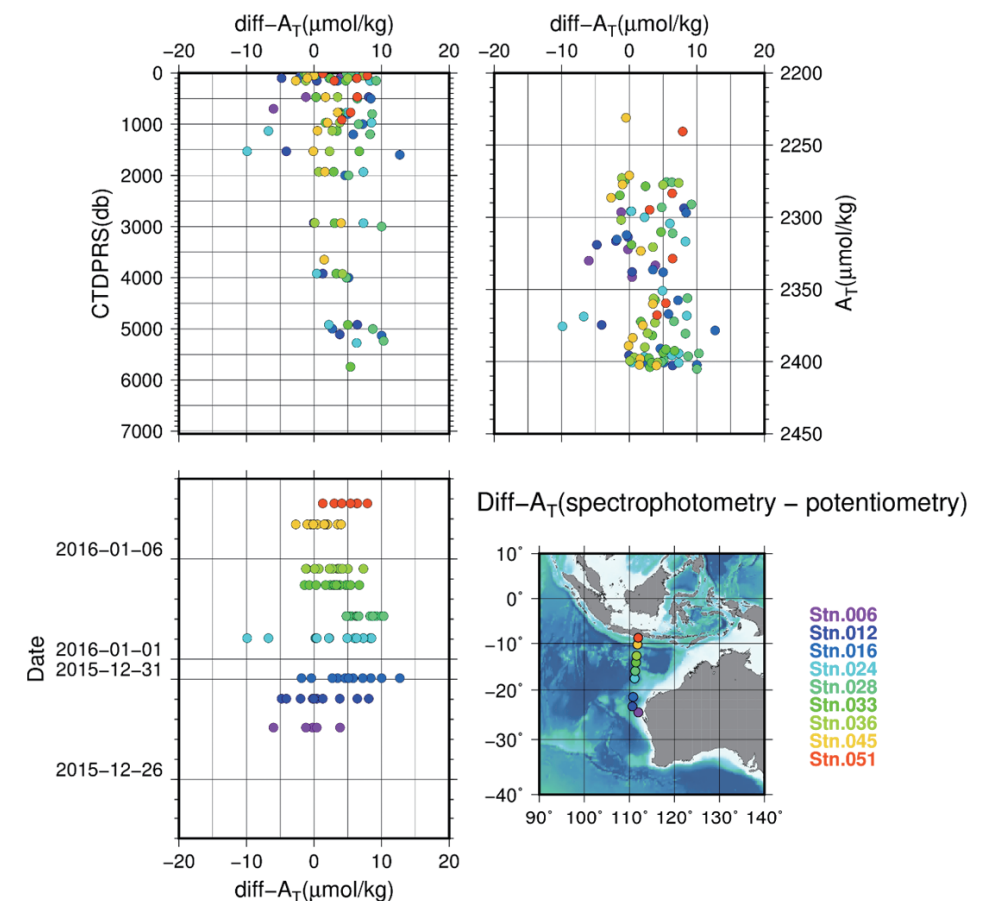 diff−A_T(μmol/kg)
−20 −10 0 10 20
0
1000
2000
3000
4000
5000
6000
7000
CTDPRS(db)
diff−A_T(μmol/kg)
−20 −10 0 10 20
2200
2250
2300
2350
2400
2450
A_T(μmol/kg)
2016−01−06
2016−01−01
2015−12−31
2015−12−26
Date
−20 −10 0 10 20
diff−A_T(μmol/kg)
Diff−A_T(spectrophotometry − potentiometry)
10˚
0˚
−10˚
−20˚
−30˚
−40˚
90˚ 100˚ 110˚ 120˚ 130˚ 140˚
Stn.006
Stn.012
Stn.016
Stn.024
Stn.028
Stn.033
Stn.036
Stn.045
Stn.051